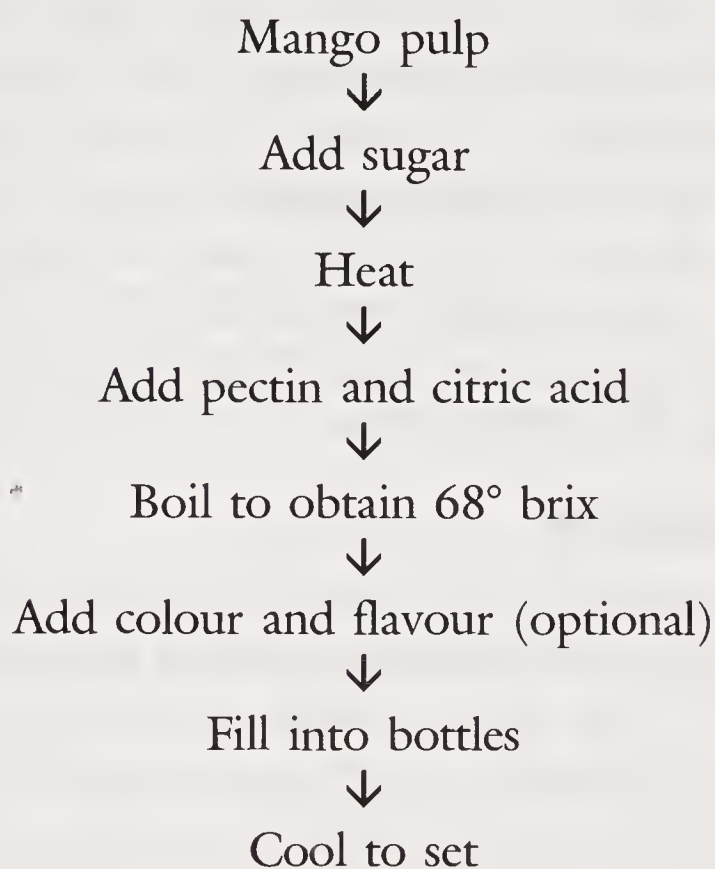 Mango pulp
↓
Add sugar
↓
Heat
↓
Add pectin and citric acid
↓
Boil to obtain 68° brix
↓
Add colour and flavour (optional)
↓
Fill into bottles
↓
Cool to set